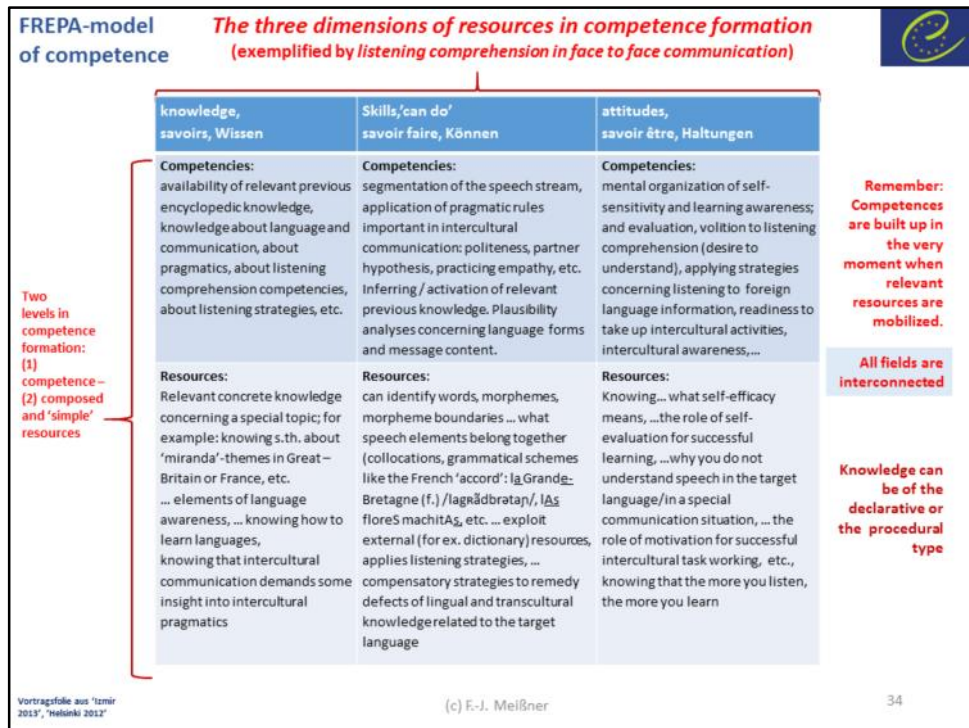 FREPA-model
of competence
The three dimensions of resources in competence formation
(exemplified by listening comprehension in face to face communication)
knowledge,
savoirs, Wissen
Skills,'can do'
savoir faire, Können
attitudes,
savoir être, Haltungen
Two
levels in
competence
formation:
(1)
competence –
(2) composed
and 'simple'
resources
Competencies:
availability of relevant previous
encyclopedic knowledge,
knowledge about language and
communication, about
pragmatics, about listening
comprehension competencies,
about listening strategies, etc.
Competencies:
segmentation of the speech stream,
application of pragmatic rules
important in intercultural
communication: politeness, partner
hypothesis, practicing empathy, etc.
Inferring / activation of relevant
previous knowledge. Plausibility
analyses concerning language forms
and message content.
Competencies:
mental organization of self-
sensitivity and learning awareness;
and evaluation, volition to listening
comprehension (desire to
understand), applying strategies
concerning listening to foreign
language information, readiness to
take up intercultural activities,
intercultural awareness,...
Resources:
Relevant concrete knowledge
concerning a special topic; for
example: knowing s.th. about
'miranda'-themes in Great –
Britain or France, etc.
... elements of language
awareness, ... knowing how to
learn languages,
knowing that intercultural
communication demands some
insight into intercultural
pragmatics
Resources:
can identify words, morphemes,
morpheme boundaries ... what
speech elements belong together
(collocations, grammatical schemes
like the French 'accord': la Grande-
Bretagne (f.) /lagʀãdbrətaɲ/, lAs
floreS machitAs, etc. ... exploit
external (for ex. dictionary) resources,
applies listening strategies, ...
compensatory strategies to remedy
defects of lingual and transcultural
knowledge related to the target
language
Resources:
Knowing... what self-efficacy
means, ...the role of self-
evaluation for successful
learning, ...why you do not
understand speech in the target
language/in a special
communication situation, ... the
role of motivation for successful
intercultural task working, etc.,
knowing that the more you listen,
the more you learn
Remember:
Competences
are built up in
the very
moment when
relevant
resources are
mobilized.
All fields are
interconnected
Knowledge can
be of the
declarative or
the procedural
type
Vortragsfolie aus 'Izmir
2013', 'Helsinki 2012'
(c) F.-J. Meißner
34